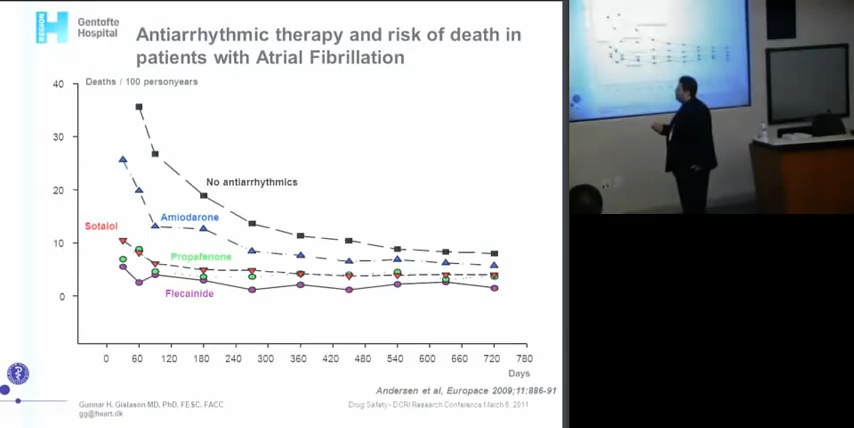 REGION
Gentofte
Hospital
Antiarrhythmic therapy and risk of death in
patients with Atrial Fibrillation
Deaths / 100 personyears
40
30
20
10
0
No antiarrhythmics
Amiodarone
Sotalol
Propafenone
Flecainide
0 60 120 180 240 300 360 420 480 540 600 660 720 780
Days
Andersen et al, Europace 2009;11:886-91
Gunnar H. Gislason MD, PhD, FESC, FACC
gg@heart.dk
Drug Safety - DCRI Research Conference March 6, 2011